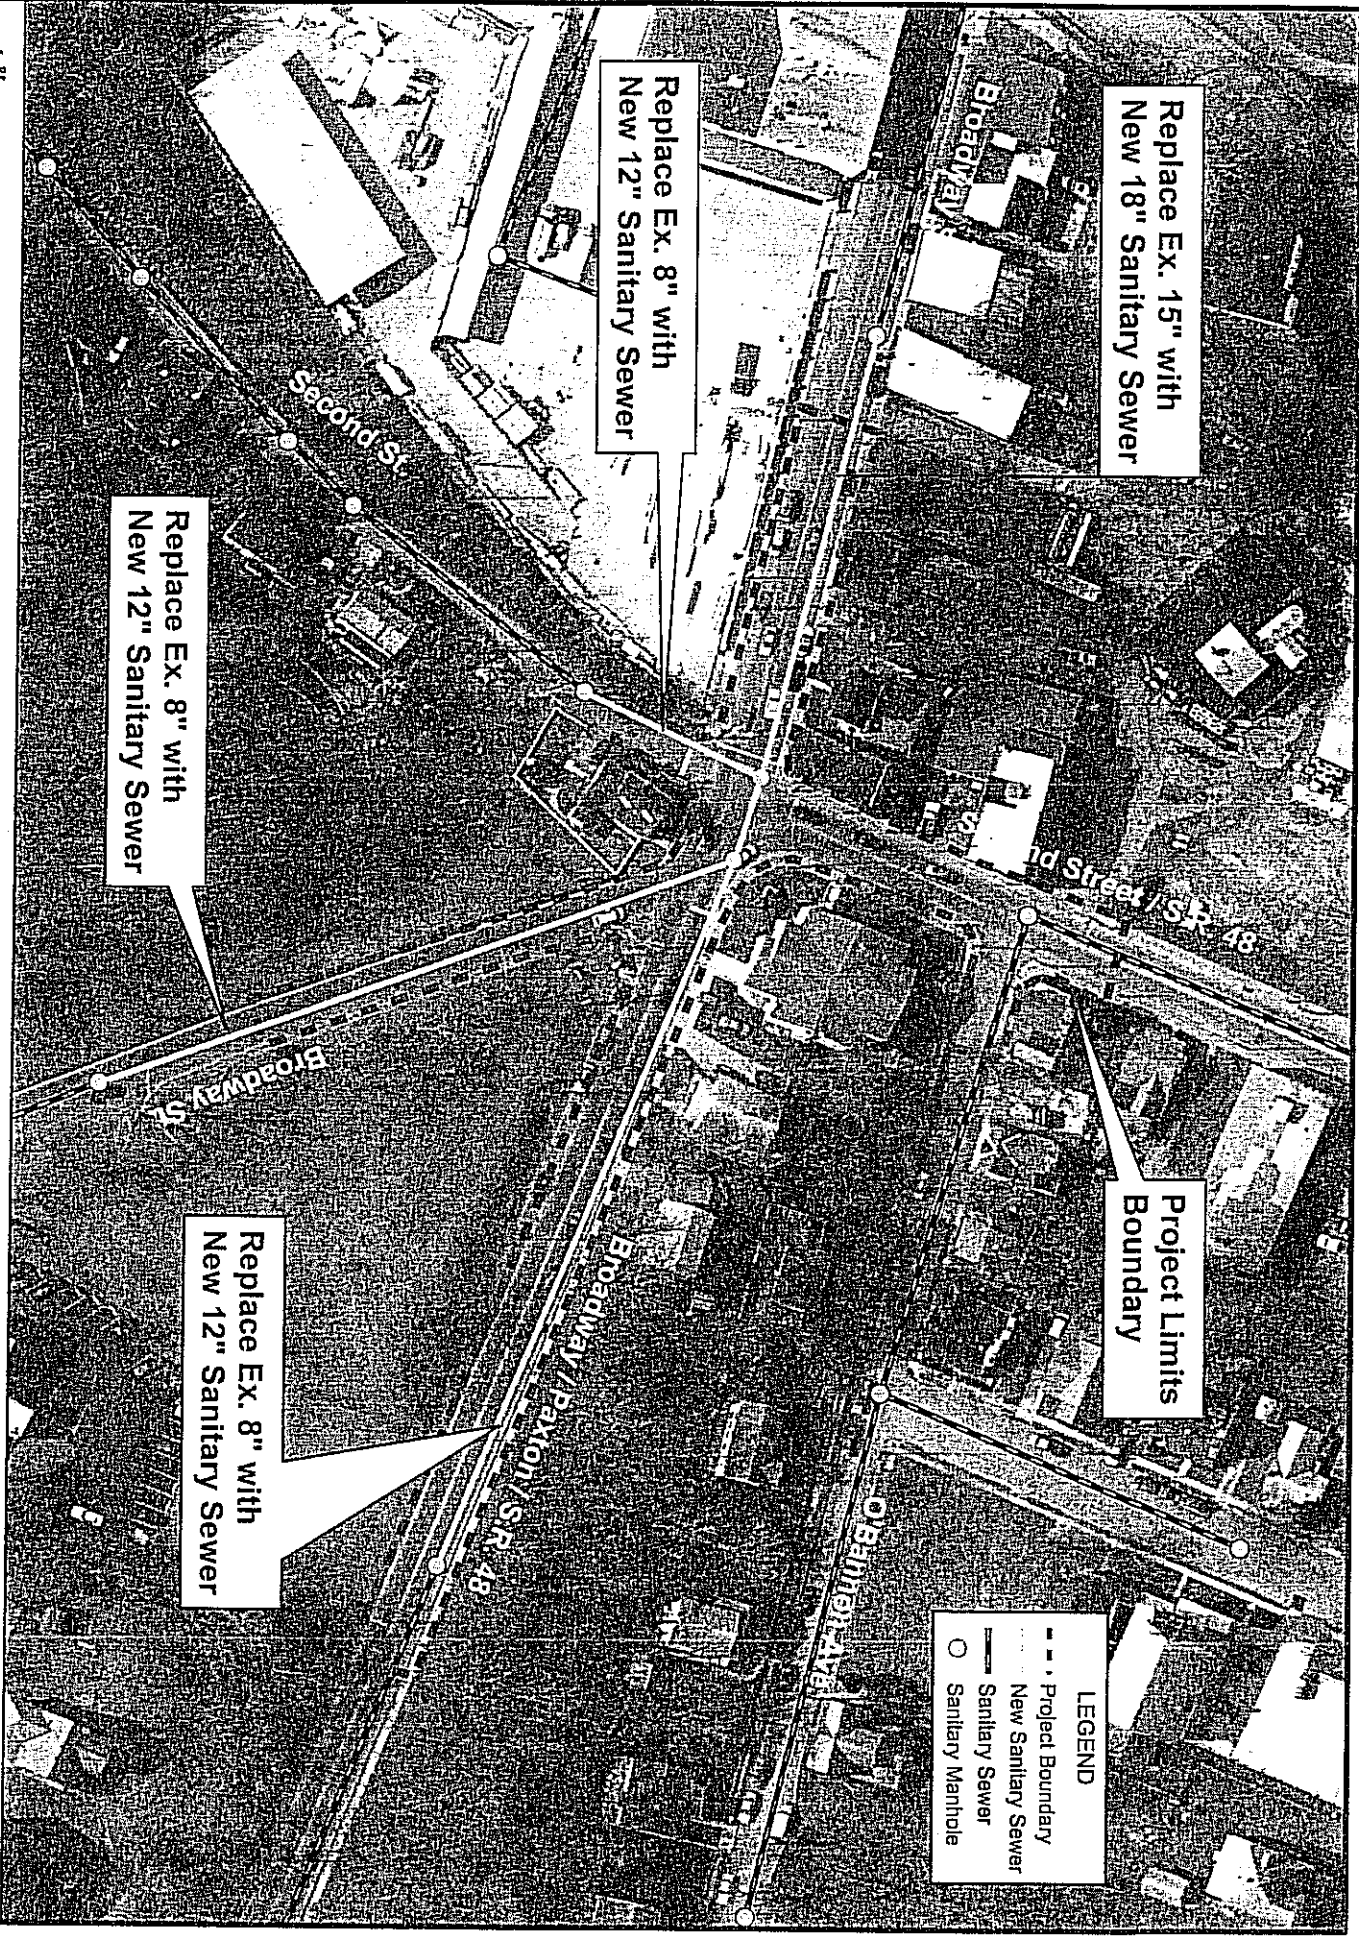 Replace Ex. 15" with
New 18" Sanitary Sewer
Replace Ex. 8" with
New 12" Sanitary Sewer
Replace Ex. 8" with
New 12" Sanitary Sewer
Replace Ex. 8" with
New 12" Sanitary Sewer
Project Limits
Boundary
Broadway
Second St.
nd Street / S.R. 48
Broadway St.
Broadway / Paxton / S.R. 48
LEGEND
Project Boundary
New Sanitary Sewer
Sanitary Sewer
Sanitary Manhole